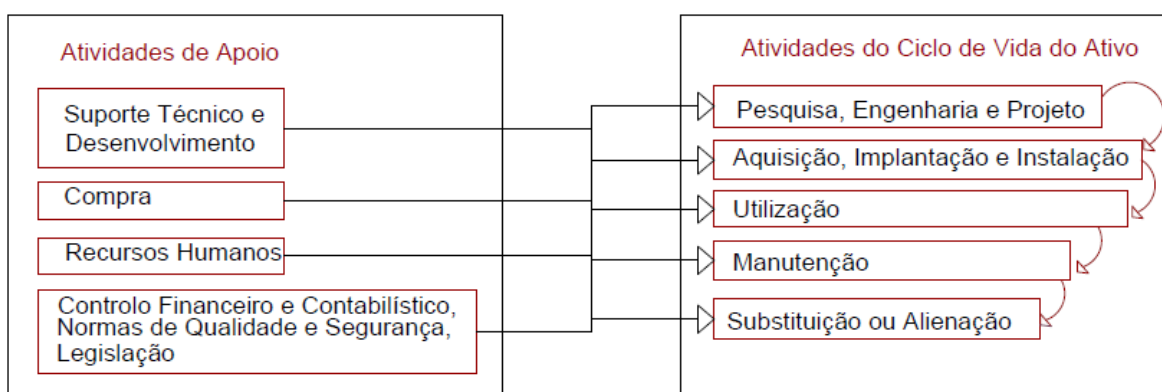 Atividades de Apoio
Suporte Técnico e
Desenvolvimento
Compra
Recursos Humanos
Controlo Financeiro e Contabilístico,
Normas de Qualidade e Segurança,
Legislação
Atividades do Ciclo de Vida do Ativo
Pesquisa, Engenharia e Projeto
Aquisição, Implantação e Instalação
Utilização
Manutenção
Substituição ou Alienação